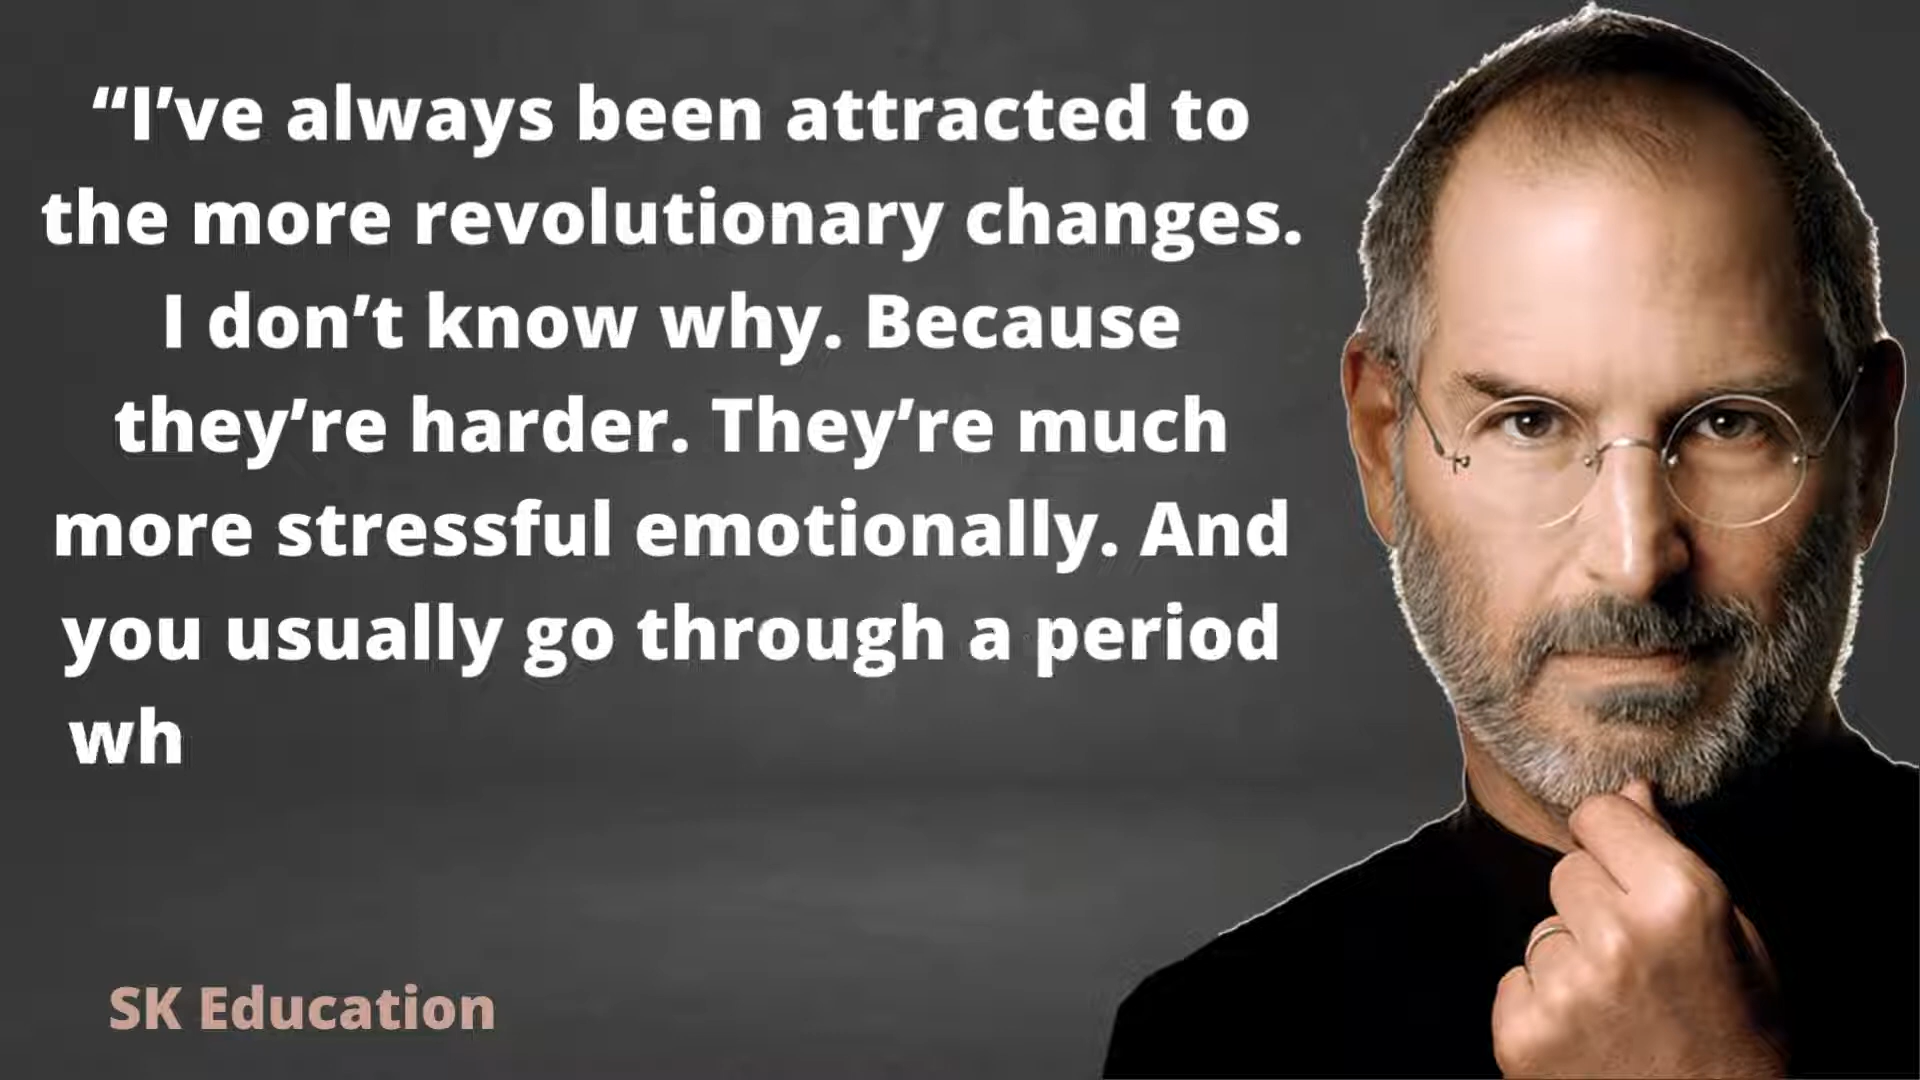 “I’ve always been attracted to
the more revolutionary changes.
I don’t know why. Because
they’re harder. They’re much
more stressful emotionally. And
you usually go through a period
wh
SK Education